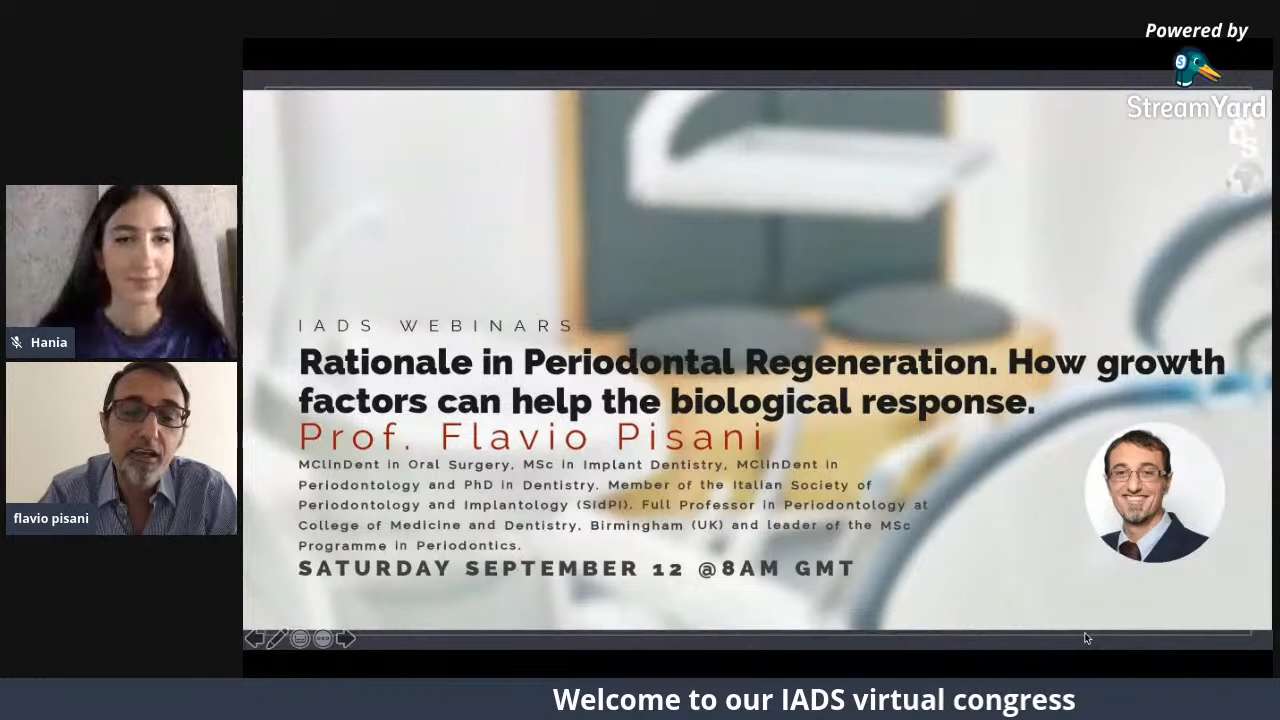 Powered by
StreamYard
IADS WEBINARS
Rationale in Periodontal Regeneration. How growth
factors can help the biological response.
Prof. Flavio Pisani
MClinDent in Oral Surgery, MSc in Implant Dentistry, MClinDent in
Periodontology and PhD in Dentistry. Member of the Italian Society of
Periodontology and Implantology (SIdPI). Full Professor in Periodontology at
College of Medicine and Dentistry, Birmingham (UK) and leader of the MSc
Programme in Periodontics.
SATURDAY SEPTEMBER 12 @8AM GMT
Hania
flavio pisani
Welcome to our IADS virtual congress